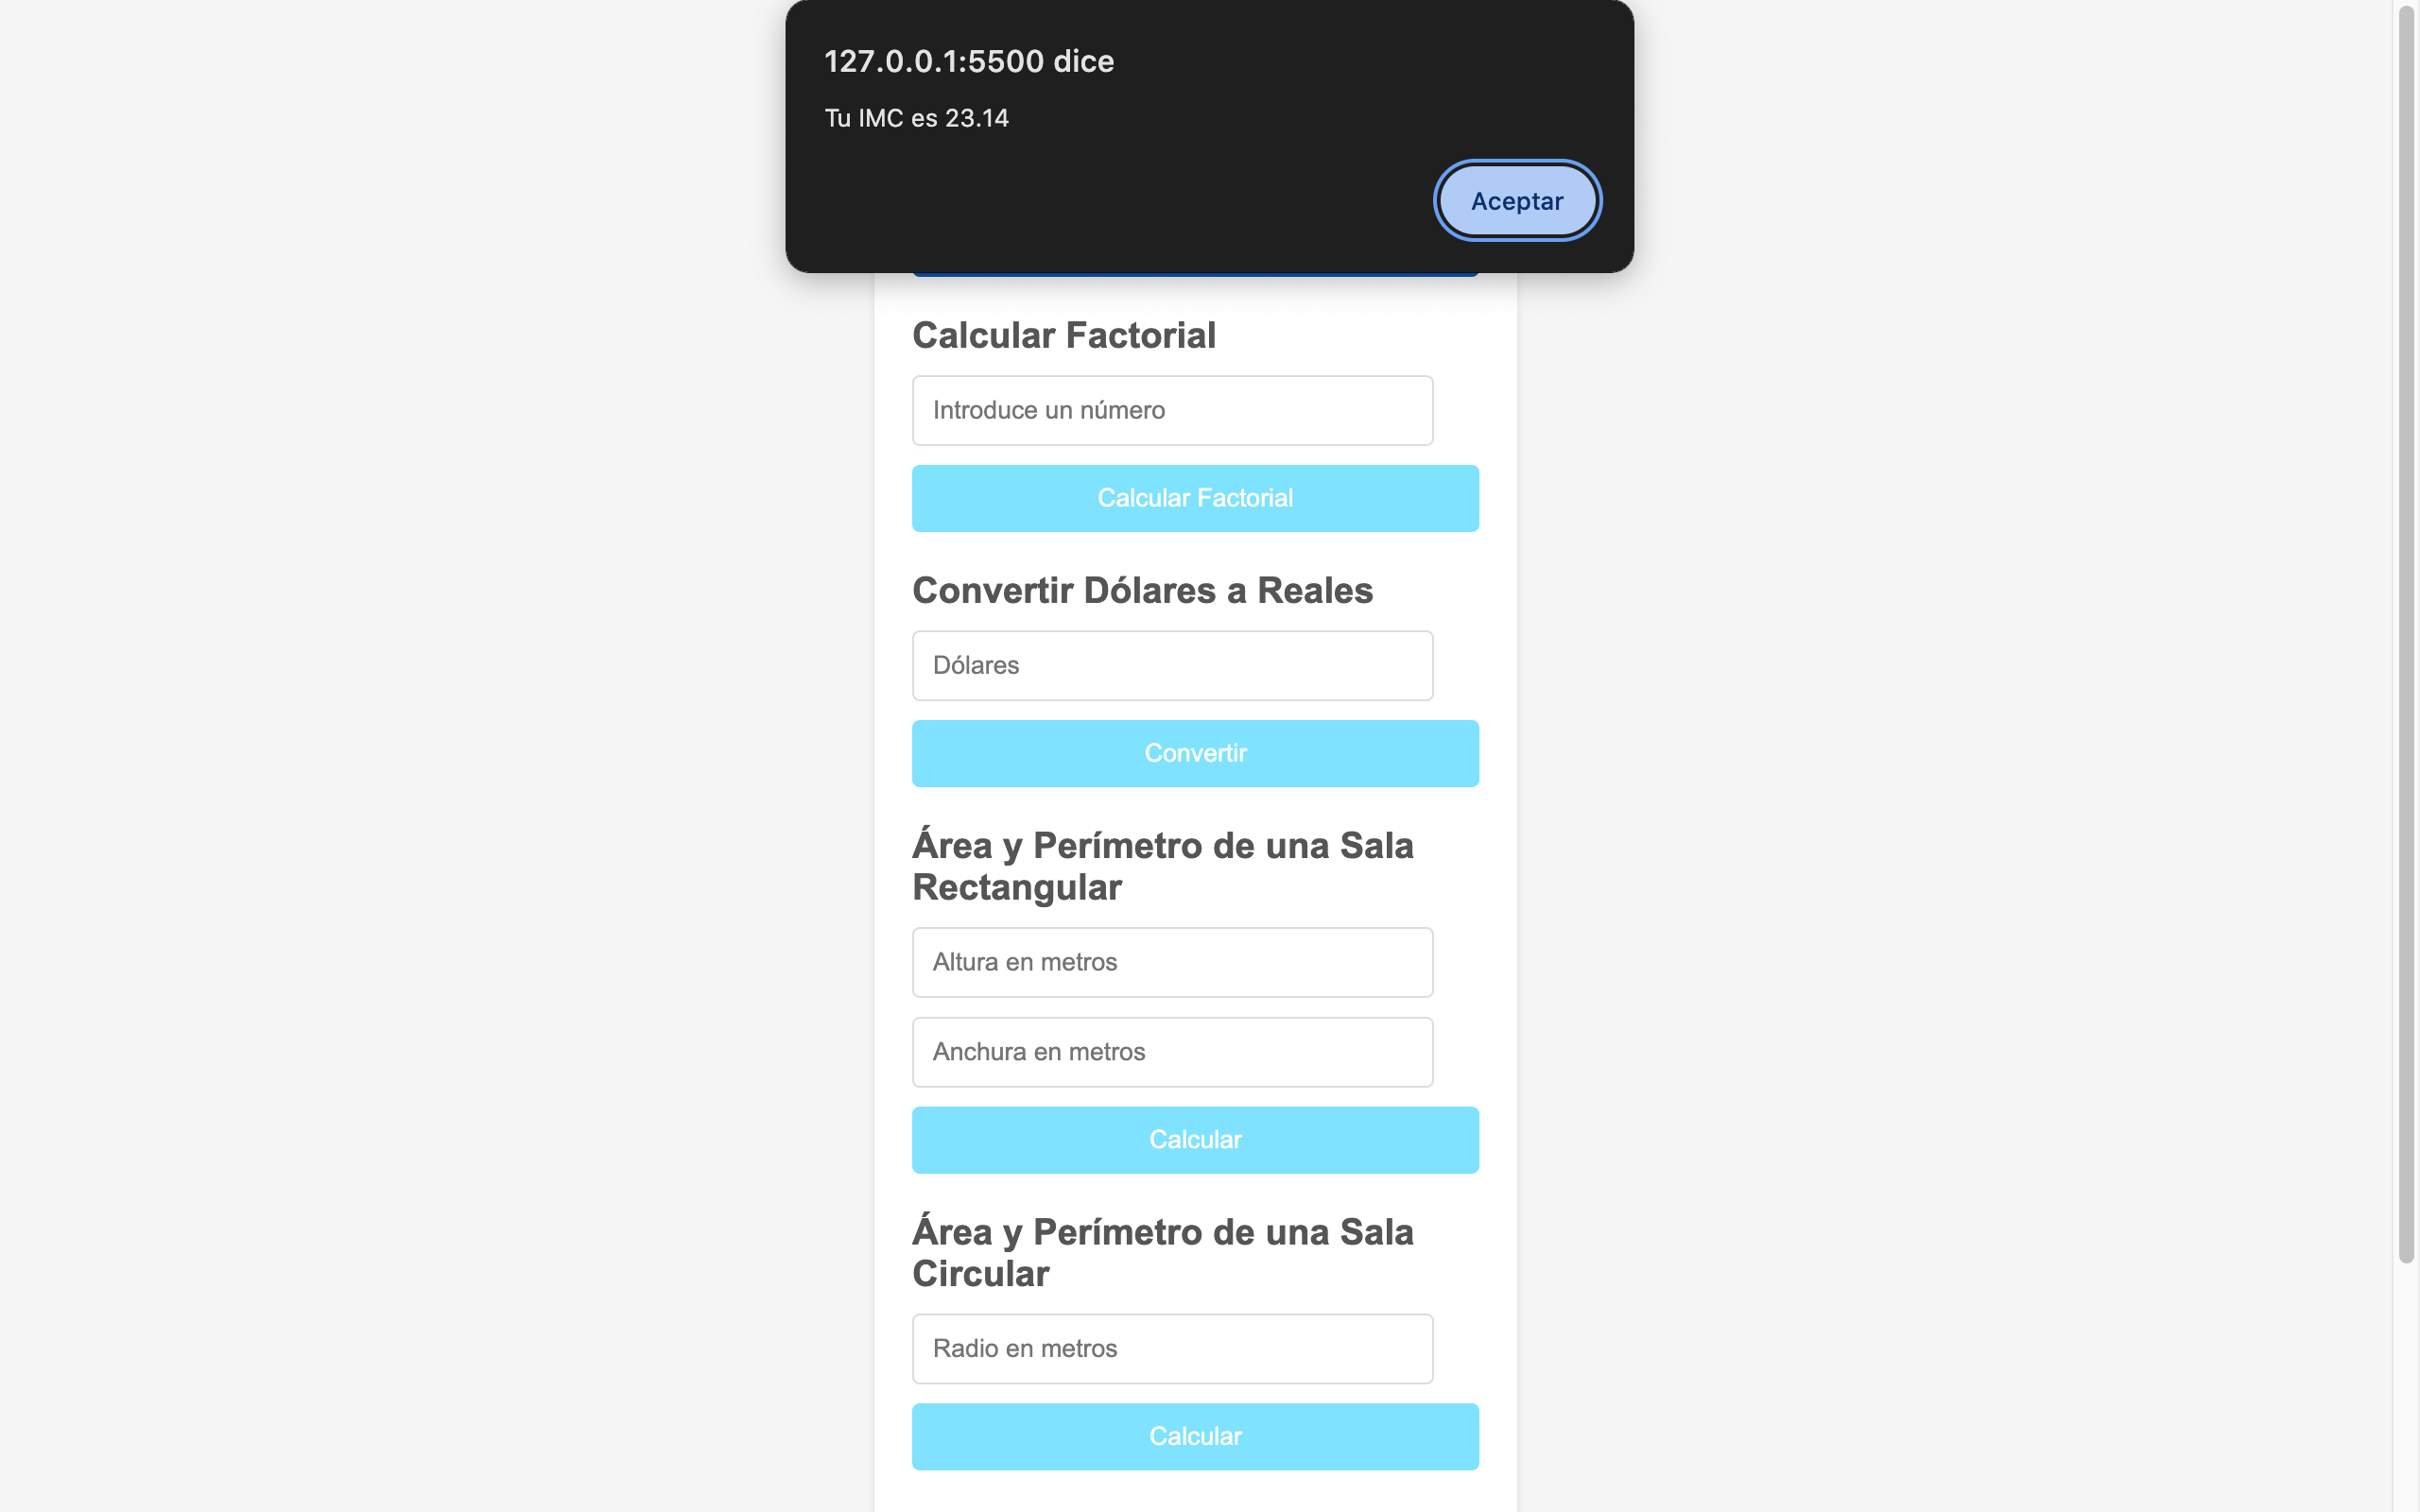 127.0.0.1:5500 dice
Tu IMC es 23.14
Aceptar
Calcular Factorial
Introduce un número
Calcular Factorial
Convertir Dólares a Reales
Dólares
Convertir
Área y Perímetro de una Sala
Rectangular
Altura en metros
Anchura en metros
Calcular
Área y Perímetro de una Sala
Circular
Radio en metros
Calcular